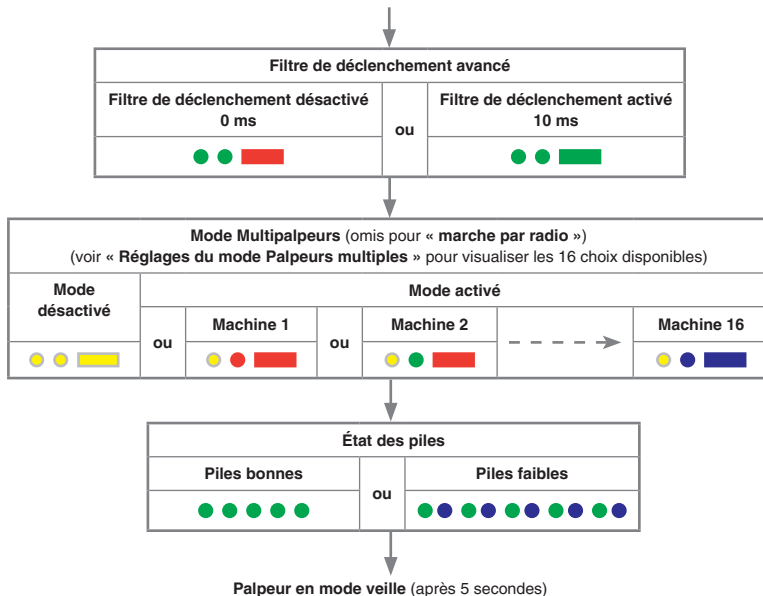 Filtre de déclenchement avancé
Filtre de déclenchement désactivé
0 ms
ou
Filtre de déclenchement activé
10 ms
Mode Multipalpeurs (omis pour « marche par radio »)
(voir « Réglages du mode Palpeurs multiples » pour visualiser les 16 choix disponibles)
Mode
désactivé
Mode activé
ou
Machine 1
ou
Machine 2
Machine 16
État des piles
Piles bonnes
ou
Piles faibles
Palpeur en mode veille (après 5 secondes)